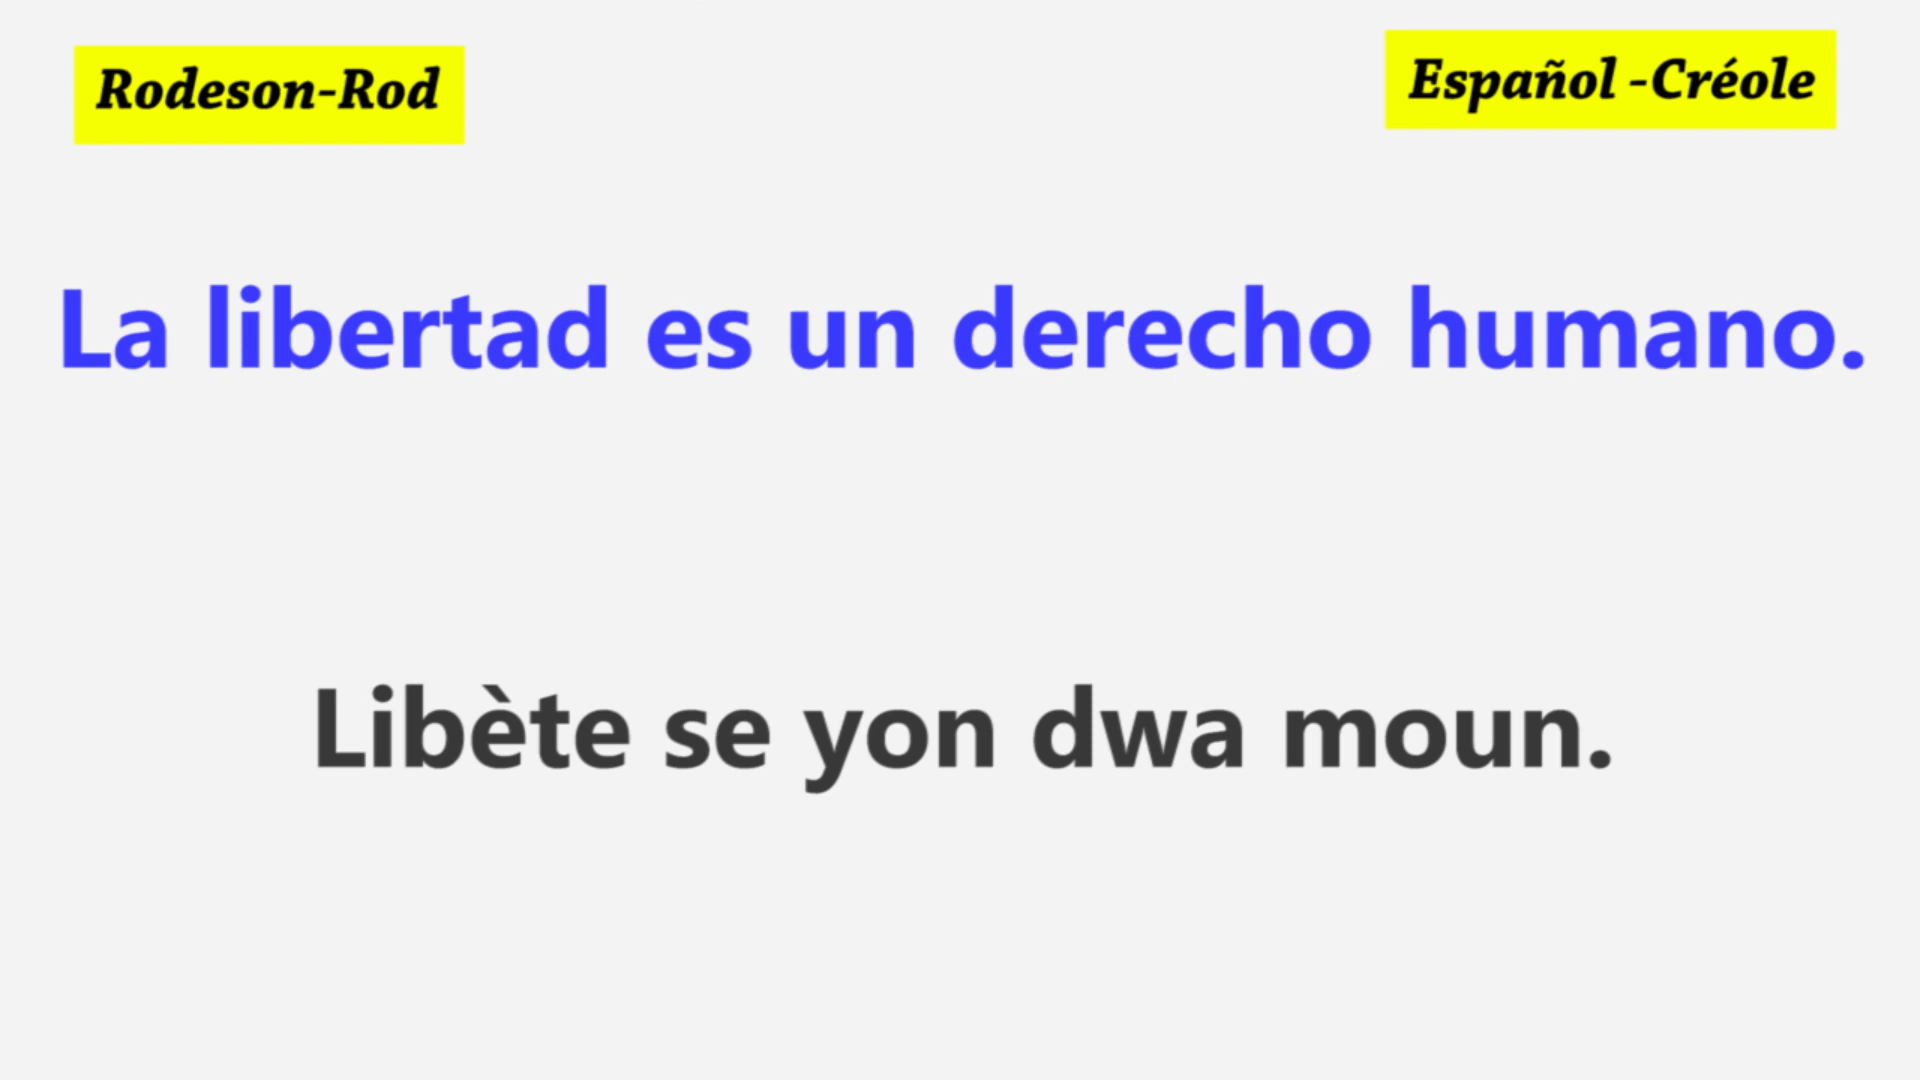 Rodeson-Rod
Español -Créole
La libertad es un derecho humano.
Libète se yon dwa moun.